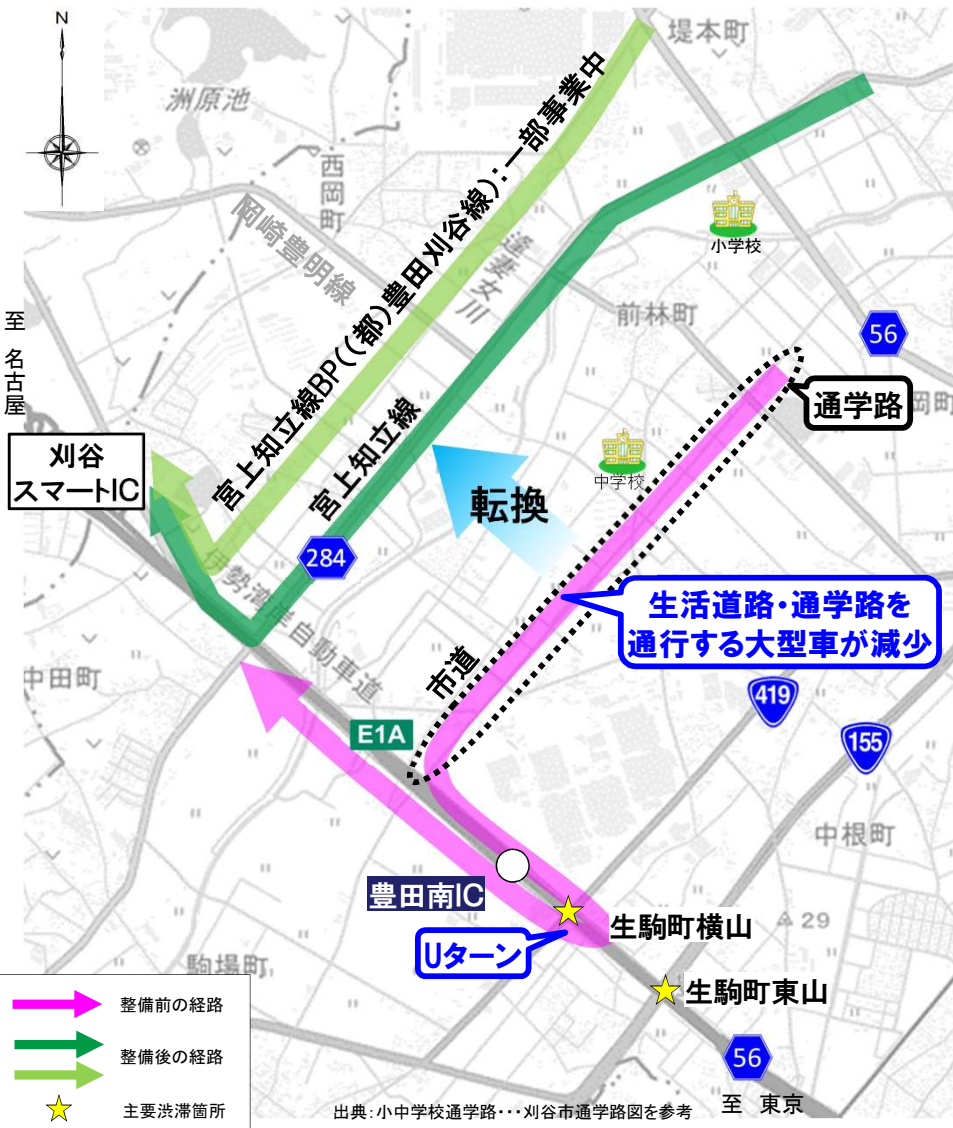 N
堤本町
洲原池
西岡町
宮上知立線BP((都)豊田刈谷線):一部事業中
岡崎豊明線
逢妻女川
小学校
前林町
至 名古屋
56
通学路
岡町
刈谷
スマートIC
宮上知立線
中学校
転換
284
伊勢湾岸自動車道
生活道路・通学路を
通行する大型車が減少
中田町
市道
419
E1A
155
中根町
豊田南IC
29
生駒町横山
Uターン
駒場町
生駒町東山
整備前の経路
整備後の経路
56
主要渋滞箇所
出典:小中学校通学路・・・刈谷市通学路図を参考
至 東京